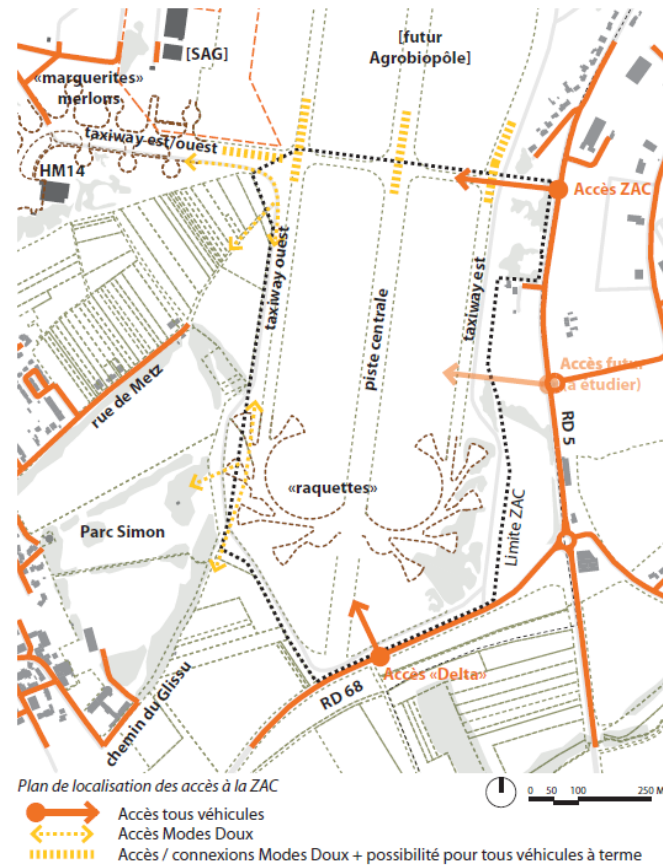 [SAG]
[futur
Agrobiopôle]
«marguerites»
merlons
taxiway est/ouest
HM14
Accès ZAC
taxiway ouest
piste centrale
taxiway est
Accès futur
(à étudier)
rue de Metz
RD 5
«raquettes»
Parc Simon
Limite ZAC
Accès «Delta»
RD 68
chemin du Glissu
Plan de localisation des accès à la ZAC
0 50 100 250 M
Accès tous véhicules
Accès Modes Doux
Accès / connexions Modes Doux + possibilité pour tous véhicules à terme